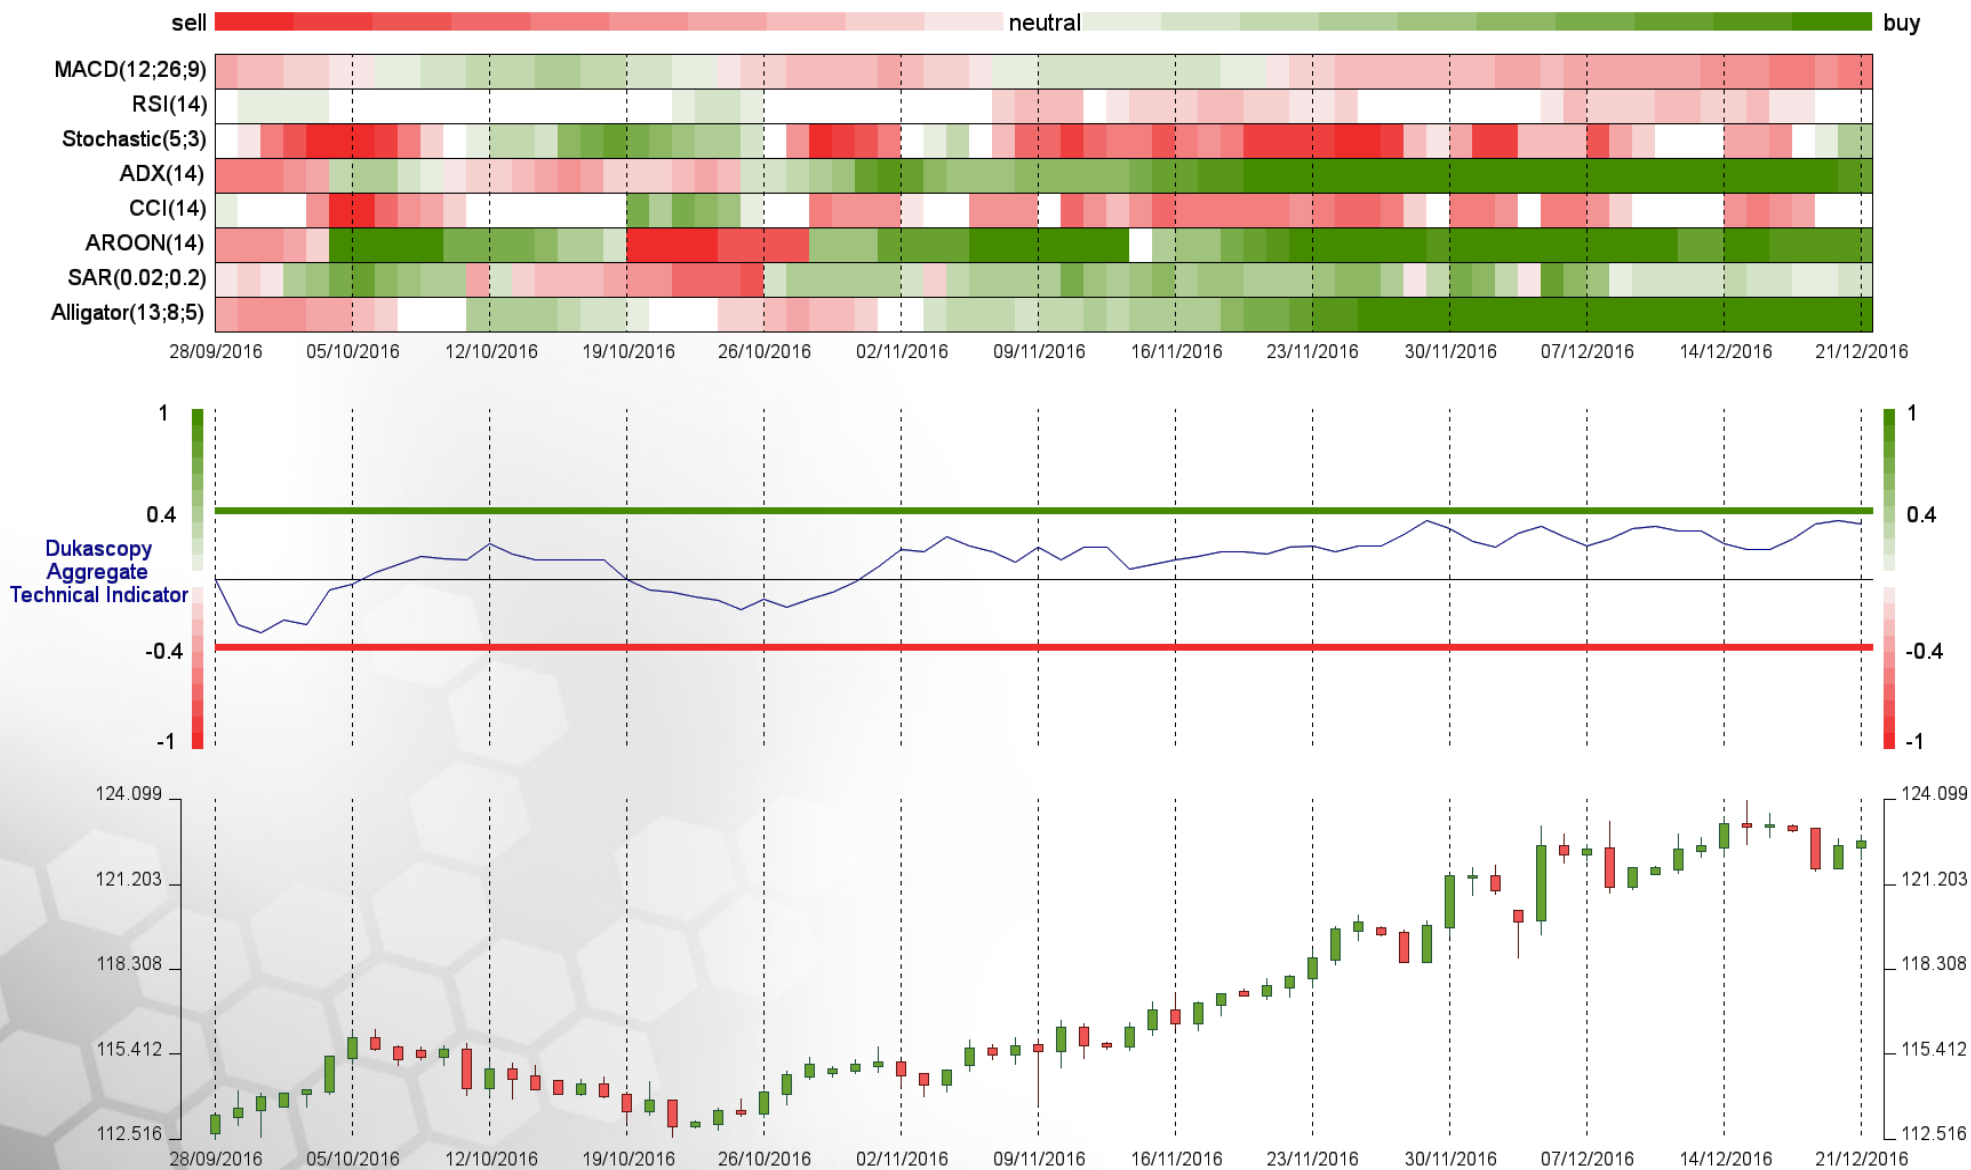 sell neutral buy
MACD(12;26;9)
RSI(14)
Stochastic(5;3)
ADX(14)
CCI(14)
AROON(14)
SAR(0.02;0.2)
Alligator(13;8;5)
28/09/2016 05/10/2016 12/10/2016 19/10/2016 26/10/2016 02/11/2016 09/11/2016 16/11/2016 23/11/2016 30/11/2016 07/12/2016 14/12/2016 21/12/2016
1 1
0.4 0.4
Dukascopy
Aggregate
Technical Indicator
-0.4 -0.4
-1 -1
124.099 124.099
121.203 121.203
118.308 118.308
115.412 115.412
112.516 112.516
28/09/2016 05/10/2016 12/10/2016 19/10/2016 26/10/2016 02/11/2016 09/11/2016 16/11/2016 23/11/2016 30/11/2016 07/12/2016 14/12/2016 21/12/2016